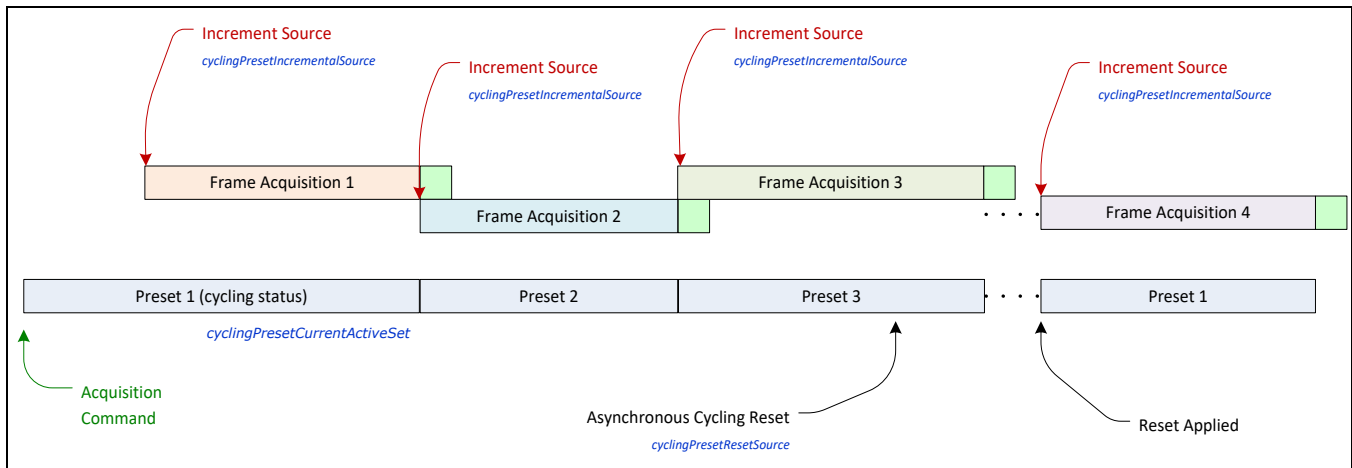 Increment Source
cyclingPresetIncrementalSource
Increment Source
cyclingPresetIncrementalSource
Increment Source
cyclingPresetIncrementalSource
Increment Source
cyclingPresetIncrementalSource
Frame Acquisition 1
Frame Acquisition 2
Frame Acquisition 3
. . . .
Frame Acquisition 4
Preset 1 (cycling status)
Preset 2
Preset 3
. . . .
Preset 1
cyclingPresetCurrentActiveSet
Acquisition
Command
Asynchronous Cycling Reset
cyclingPresetResetSource
Reset Applied